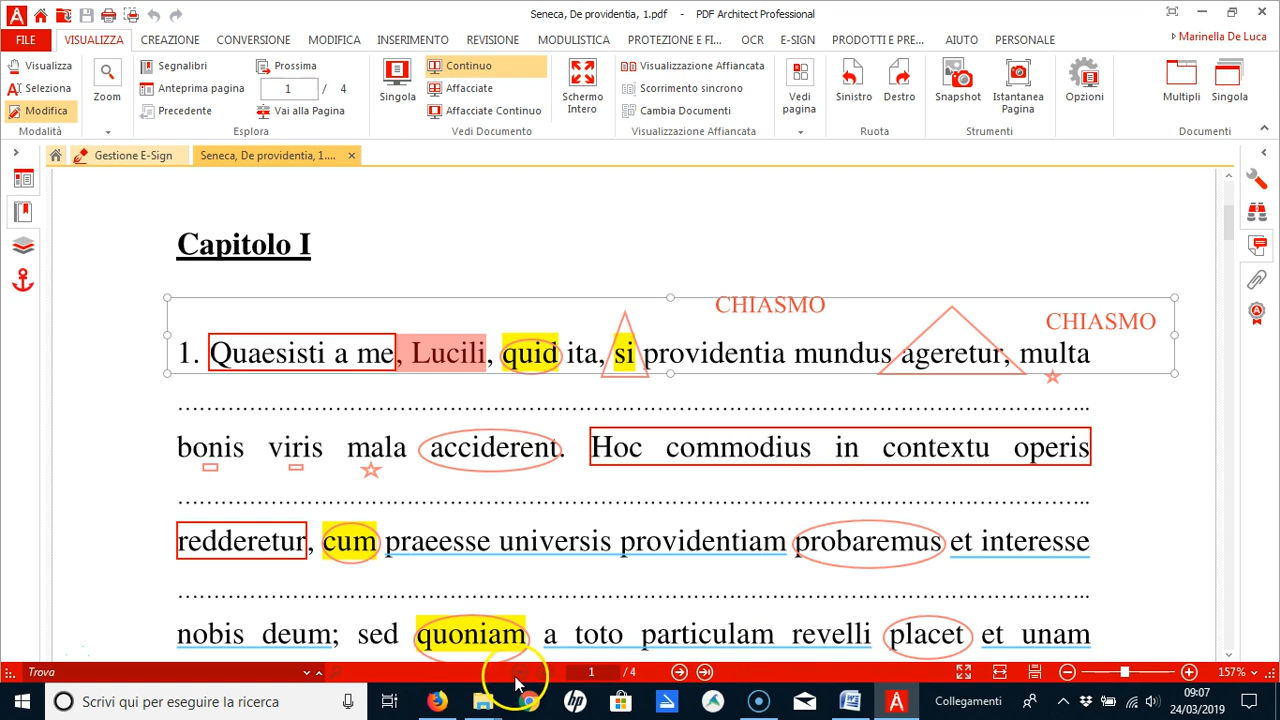 Seneca, De providentia, 1.pdf - PDF Architect Professional
FILE VISUALIZZA CREAZIONE CONVERSIONE MODIFICA INSERIMENTO REVISIONE MODULISTICA PROTEZIONE E FI... OCR E-SIGN PRODOTTI E PRE... AIUTO PERSONALE Marinella De Luca
Visualizza
Seleziona
Modifica
Modalità
Zoom
Segnalibri
Anteprima pagina
Precedente
Prossima
1 / 4
Vai alla Pagina
Esplora
Singola
Continuo
Affacciate
Affacciate Continuo
Vedi Documento
Schermo Intero
Visualizzazione Affiancata
Scorrimento sincrono
Cambia Documenti
Visualizzazione Affiancata
Vedi pagina
Sinistro
Destro
Ruota
Snapshot
Istantanea Pagina
Strumenti
Opzioni
Multipli
Singola
Documenti
Gestione E-Sign
Seneca, De providentia, 1....
Capitolo I
CHIASMO
CHIASMO
1. Quaesisti a me, Lucili, quid ita, si providentia mundus ageretur, multa
bonis viris mala acciderent. Hoc commodius in contextu operis
redderetur, cum praeesse universis providentiam probaremus et interesse
nobis deum; sed quoniam a toto particulam revelli placet et unam
Trova
1 / 4
157%
Scrivi qui per eseguire la ricerca
Collegamenti
09:07
24/03/2019